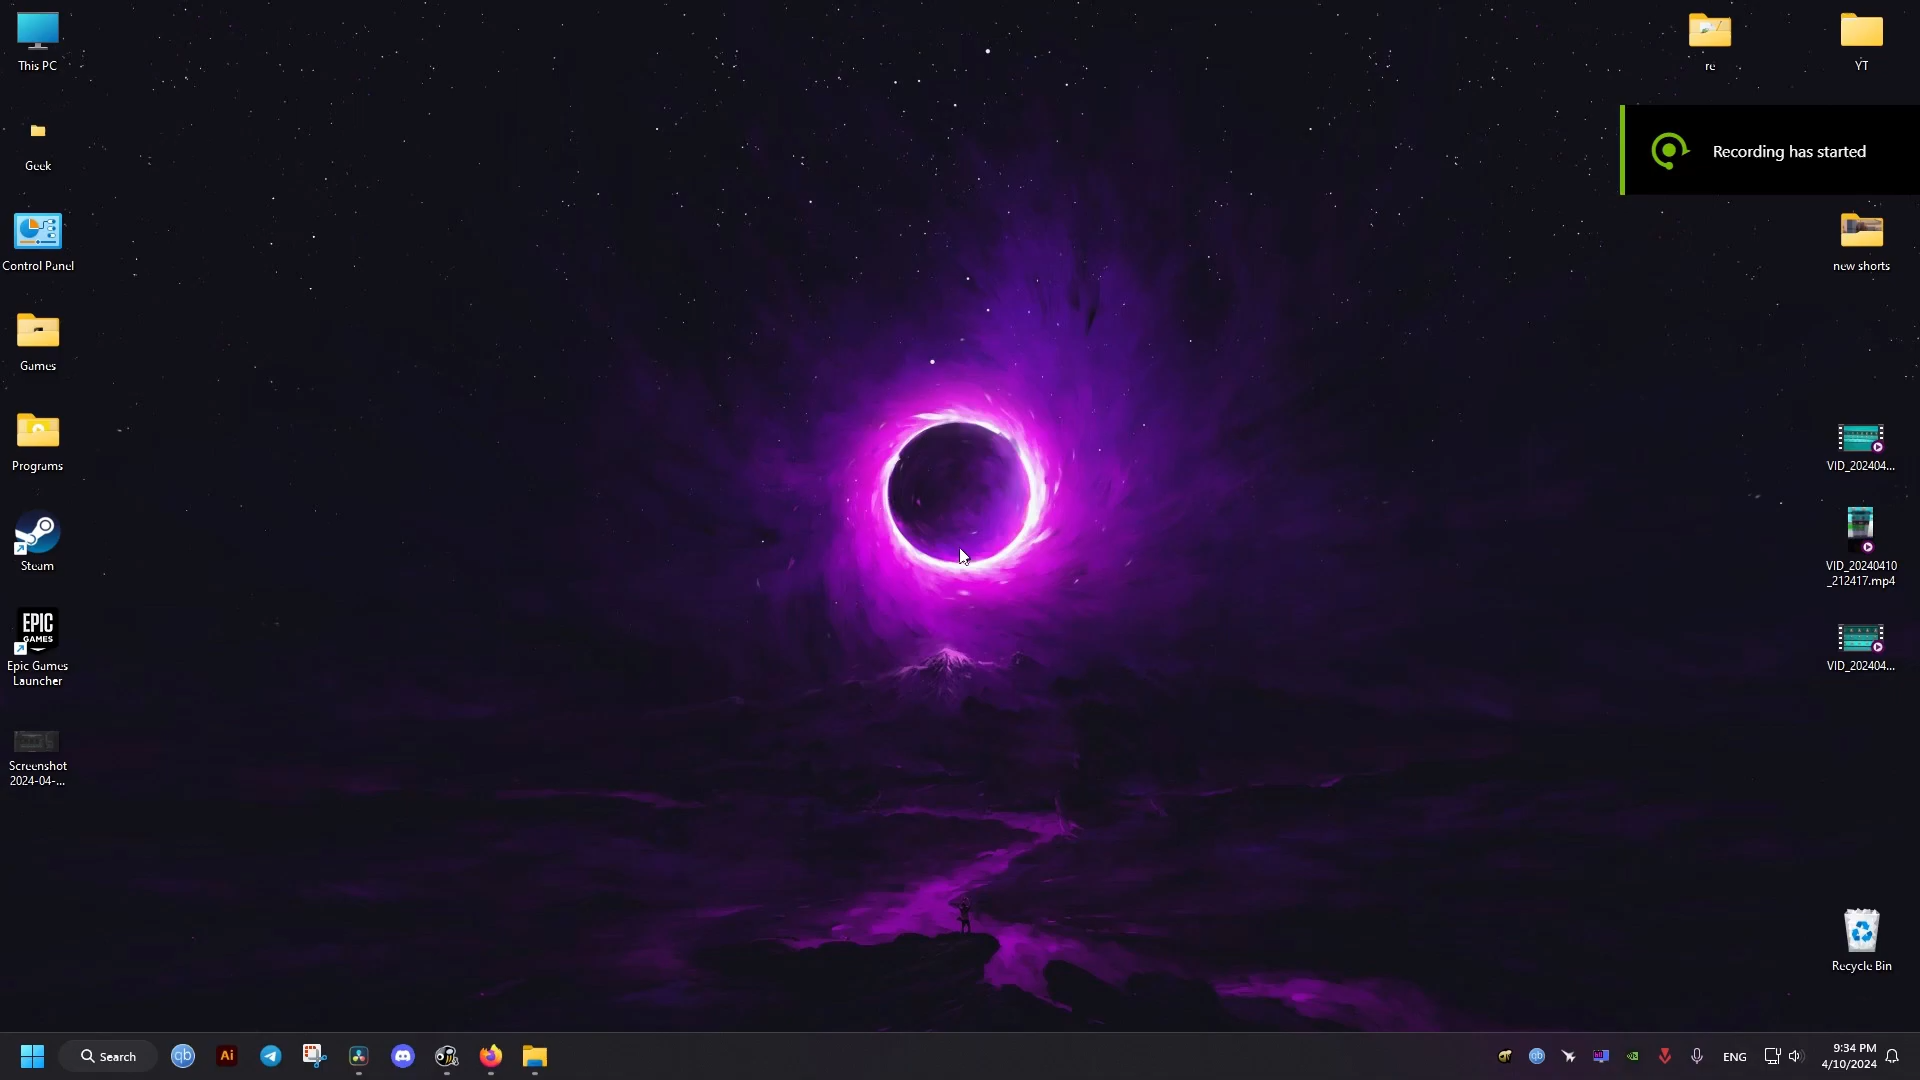 This PC
Geek
Control Panel
Games
Programs
Steam
EPIC
GAMES
Epic Games
Launcher
Screenshot
2024-04-...
re
YT
Recording has started
new shorts
VID_202404...
VID_20240410
_212417.mp4
VID_202404...
Recycle Bin
Search
qb
Ai
qb
ENG
9:34 PM
4/10/2024